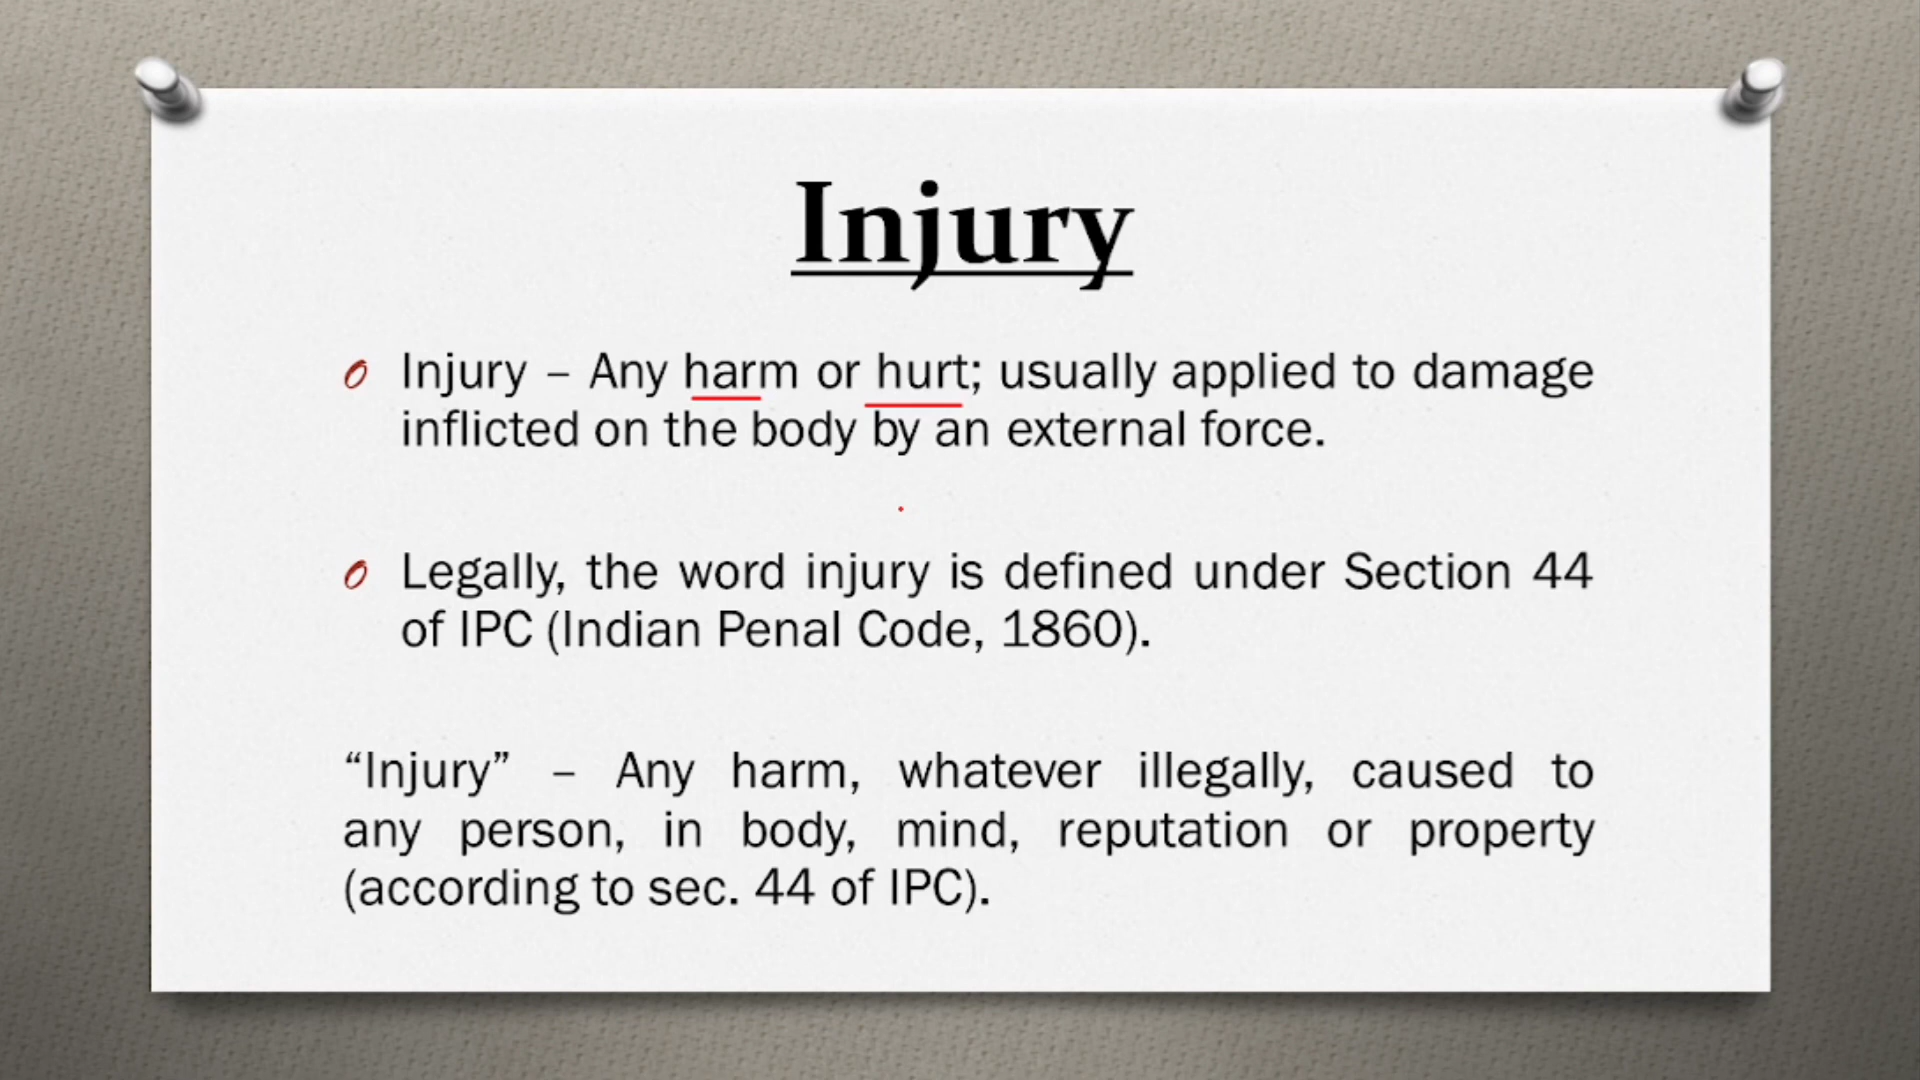 Injury
Injury – Any harm or hurt; usually applied to damage
inflicted on the body by an external force.
Legally, the word injury is defined under Section 44
of IPC (Indian Penal Code, 1860).
“Injury” – Any harm, whatever illegally, caused to
any person, in body, mind, reputation or property
(according to sec. 44 of IPC).